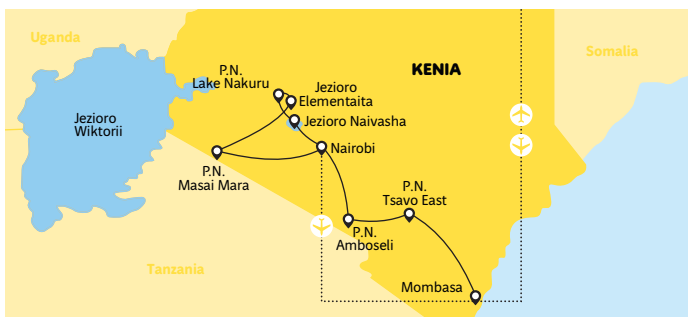 Uganda
Somalia
KENIA
P.N.
Lake Nakuru
Jezioro
Elementaita
Jezioro Naivasha
Jezioro
Wiktorii
Nairobi
P.N.
Masai Mara
P.N.
Tsavo East
P.N.
Amboseli
Tanzania
Mombasa